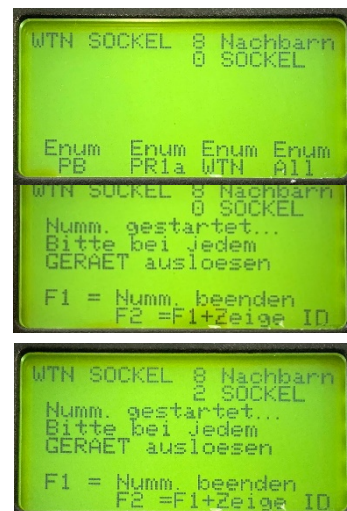 WTN SOCKEL 8 Nachbarn
0 SOCKEL
Enum Enum Enum Enum
PB PR1a WTN All
WTN SOCKEL 8 Nachbarn
0 SOCKEL
Numm. gestartet...
Bitte bei jedem
GERAET ausloesen
F1 = Numm. beenden
F2 =F1+Zeige ID
WTN SOCKEL 8 Nachbarn
2 SOCKEL
Numm. gestartet...
Bitte bei jedem
GERAET ausloesen
F1 = Numm. beenden
F2 =F1+Zeige ID